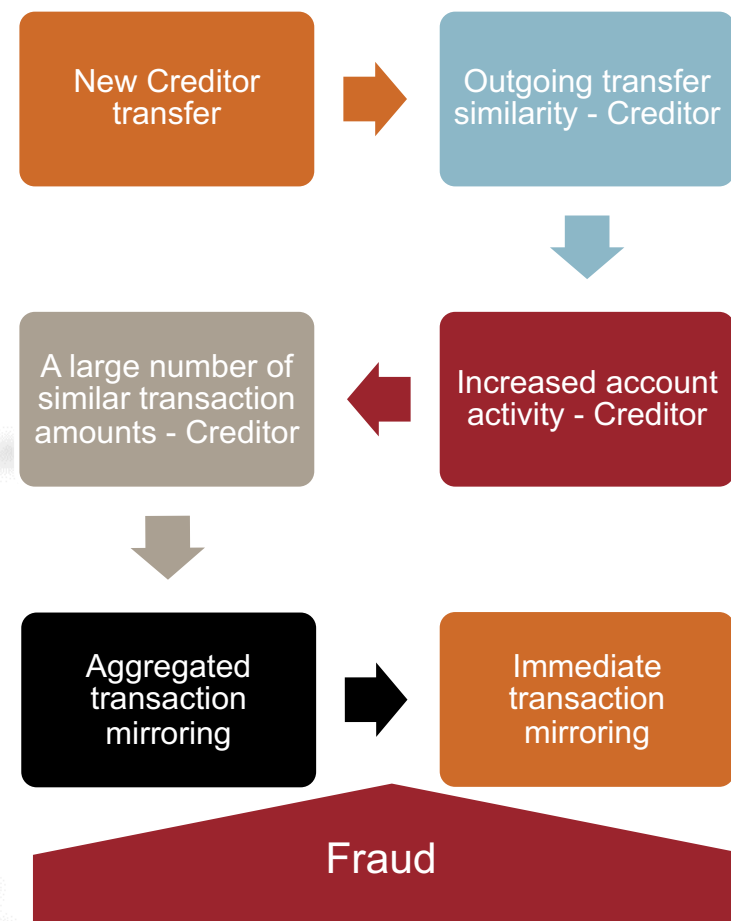 New Creditor
transfer
Outgoing transfer
similarity - Creditor
Increased account
activity - Creditor
A large number of
similar transaction
amounts - Creditor
Aggregated
transaction
mirroring
Immediate
transaction
mirroring
Fraud